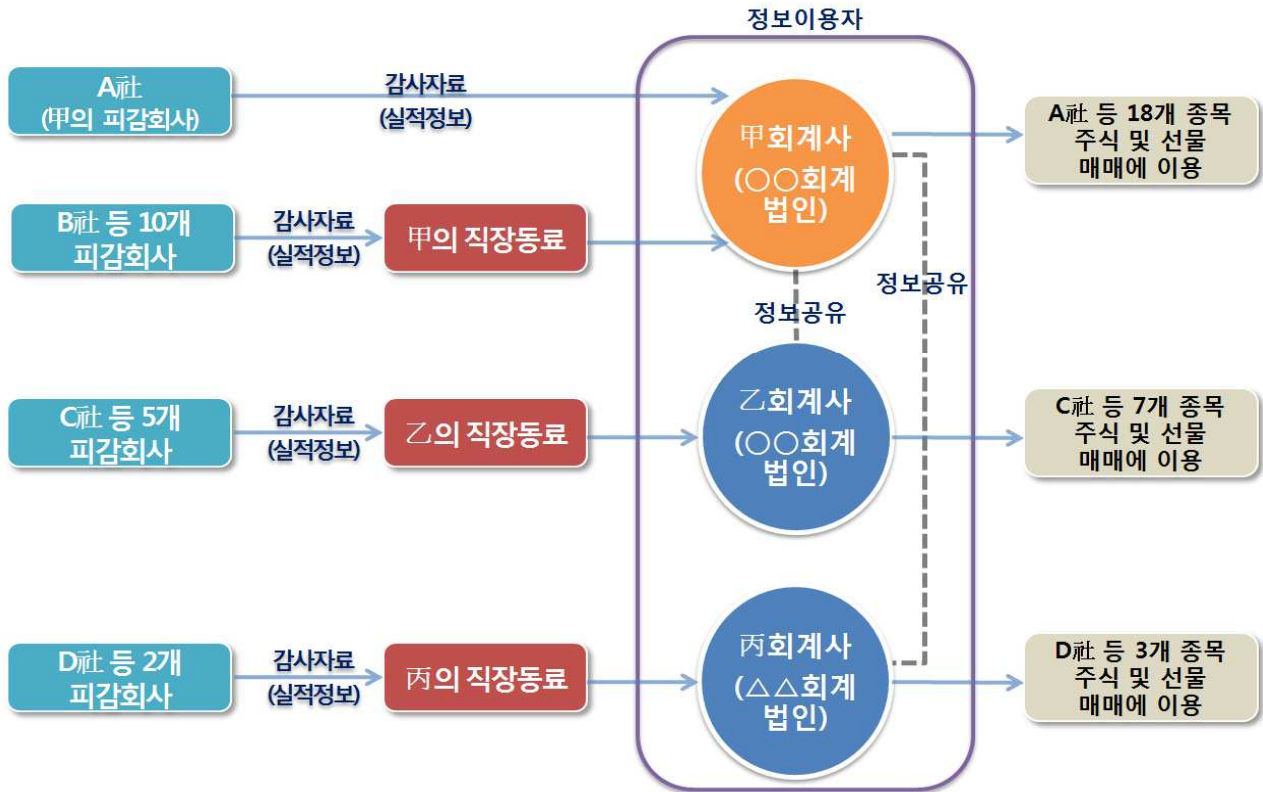 정보이용자
A社
(甲의 피감회사)
감사자료
(실적정보)
甲회계사
(○○회계
법인)
A社 등 18개 종목
주식 및 선물
매매에 이용
B社 등 10개
피감회사
감사자료
(실적정보)
甲의 직장동료
정보공유
정보공유
C社 등 5개
피감회사
감사자료
(실적정보)
乙의 직장동료
乙회계사
(○○회계
법인)
C社 등 7개 종목
주식 및 선물
매매에 이용
D社 등 2개
피감회사
감사자료
(실적정보)
丙의 직장동료
丙회계사
(△△회계
법인)
D社 등 3개 종목
주식 및 선물
매매에 이용